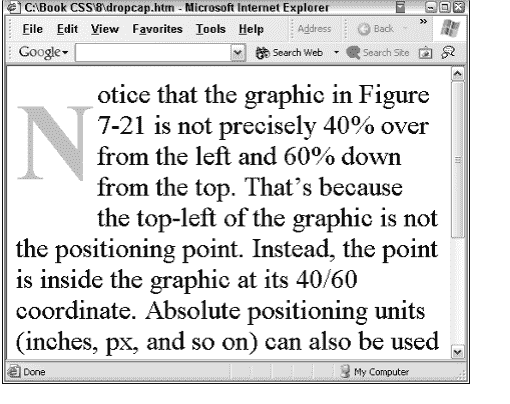 C:\Book CSS\8\dropcap.htm - Microsoft Internet Explorer
File Edit View Favorites Tools Help Address Back »
Google Search Web Search Site
Notice that the graphic in Figure
7-21 is not precisely 40% over
from the left and 60% down
from the top. That's because
the top-left of the graphic is not
the positioning point. Instead, the point
is inside the graphic at its 40/60
coordinate. Absolute positioning units
(inches, px, and so on) can also be used
Done My Computer